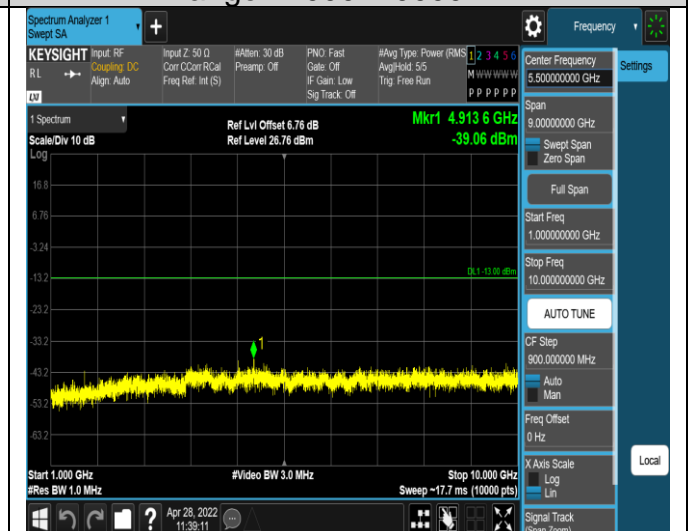 Spectrum Analyzer 1
Swept SA
+
Frequency
KEYSIGHT
RL
Input: RF
Coupling: DC
Align: Auto
Input Z: 50 Ω
Corr CCorr RCal
Freq Ref: Int (S)
#Atten: 30 dB
Preamp: Off
PNO: Fast
Gate: Off
IF Gain: Low
Sig Track: Off
#Avg Type: Power (RMS
Avg|Hold: 5/5
Trig: Free Run
1 2 3 4 5 6
M W W W W W
P P P P P P
Center Frequency
5.500000000 GHz
Settings
Span
9.00000000 GHz
Swept Span
Zero Span
Full Span
Start Freq
1.000000000 GHz
Stop Freq
10.000000000 GHz
AUTO TUNE
CF Step
900.000000 MHz
Auto
Man
Freq Offset
0 Hz
X Axis Scale
Log
Lin
Local
Signal Track
(Span Zoom)
1 Spectrum
Scale/Div 10 dB
Log
Ref Lvl Offset 6.76 dB
Ref Level 26.76 dBm
Mkr1 4.913 6 GHz
-39.06 dBm
16.8
6.76
-3.24
-13.2
-23.2
-33.2
-43.2
-53.2
-63.2
DL1 -13.00 dBm
1
Start 1.000 GHz
#Res BW 1.0 MHz
#Video BW 3.0 MHz
Stop 10.000 GHz
Sweep ~17.7 ms (10000 pts)
?
Apr 28, 2022
11:39:11